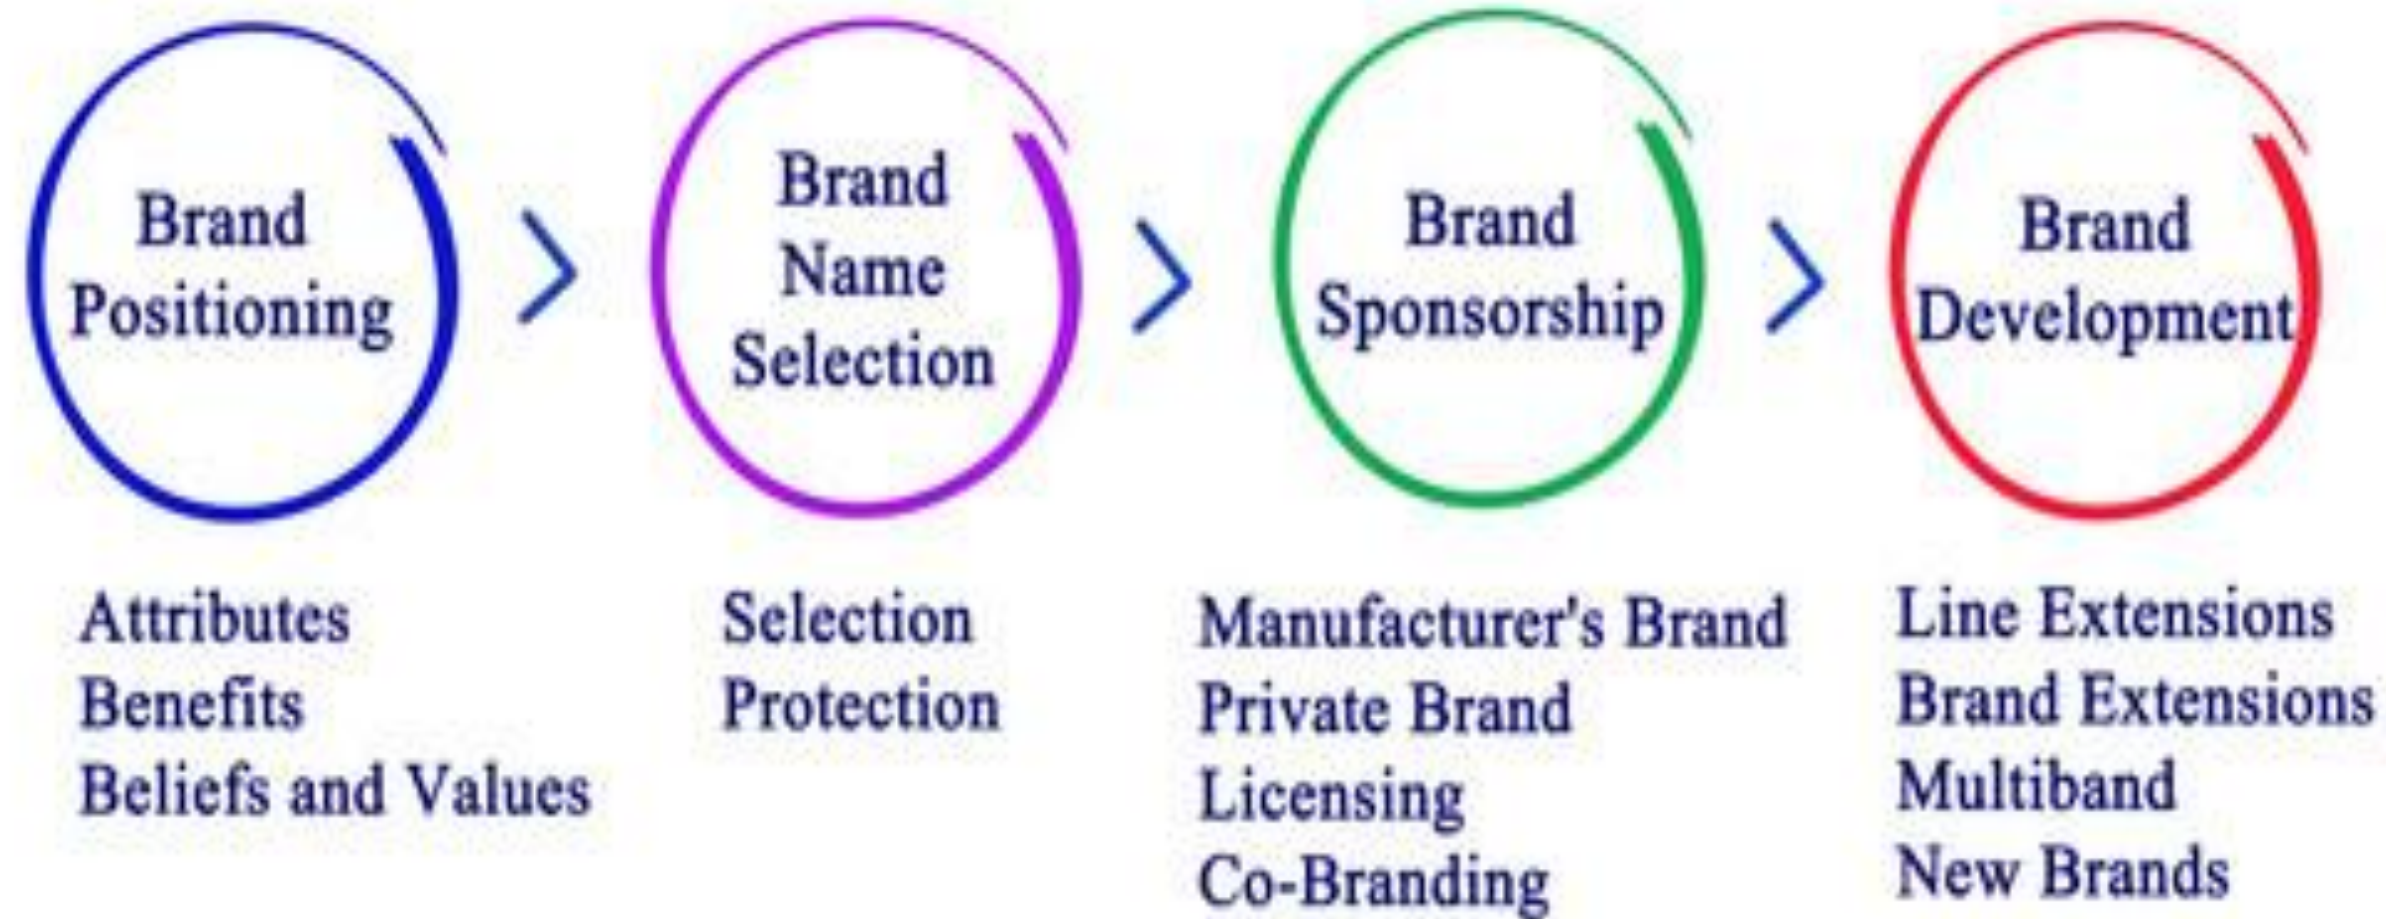 Brand
Positioning
Brand
Name
Selection
Brand
Sponsorship
Brand
Development
Attributes
Benefits
Beliefs and Values
Selection
Protection
Manufacturer's Brand
Private Brand
Licensing
Co-Branding
Line Extensions
Brand Extensions
Multiband
New Brands